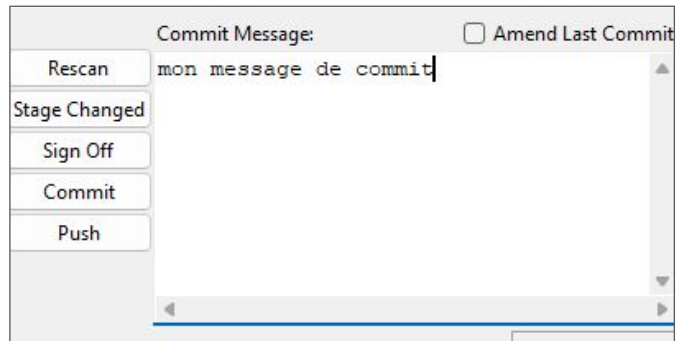 Commit Message:
Amend Last Commit
Rescan
mon message de commit
Stage Changed
Sign Off
Commit
Push